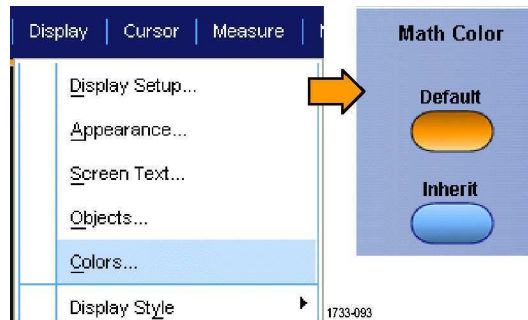 Display Cursor Measure
Display Setup...
Appearance...
Screen Text...
Objects...
Colors...
Display Style
1733-093
Math Color
Default
Inherit